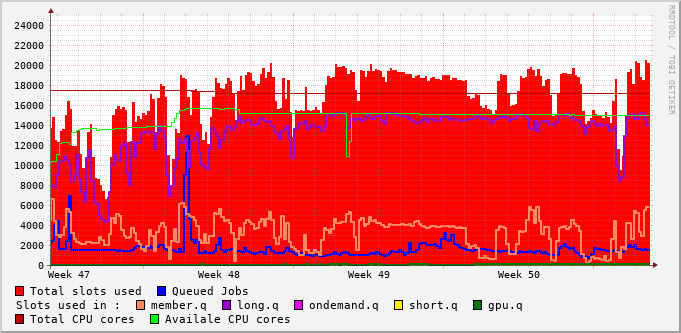 RRDTOOL / TOBI OETIKER
24000
22000
20000
18000
16000
14000
12000
10000
8000
6000
4000
2000
0
Week 47 Week 48 Week 49 Week 50
Total slots used Queued Jobs
Slots used in : member.q long.q ondemand.q short.q gpu.q
Total CPU cores Availale CPU cores